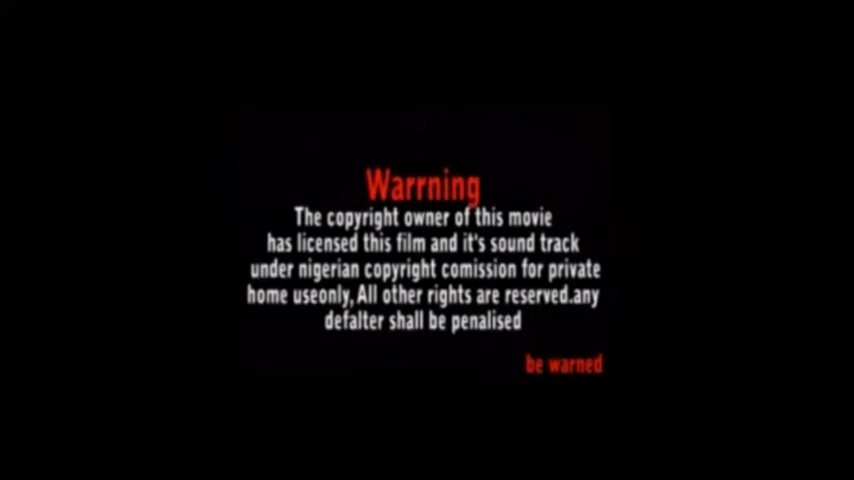 Warrning
The copyright owner of this movie
has licensed this film and it's sound track
under nigerian copyright comission for private
home useonly, All other rights are reserved.any
defalter shall be penalised
be warned